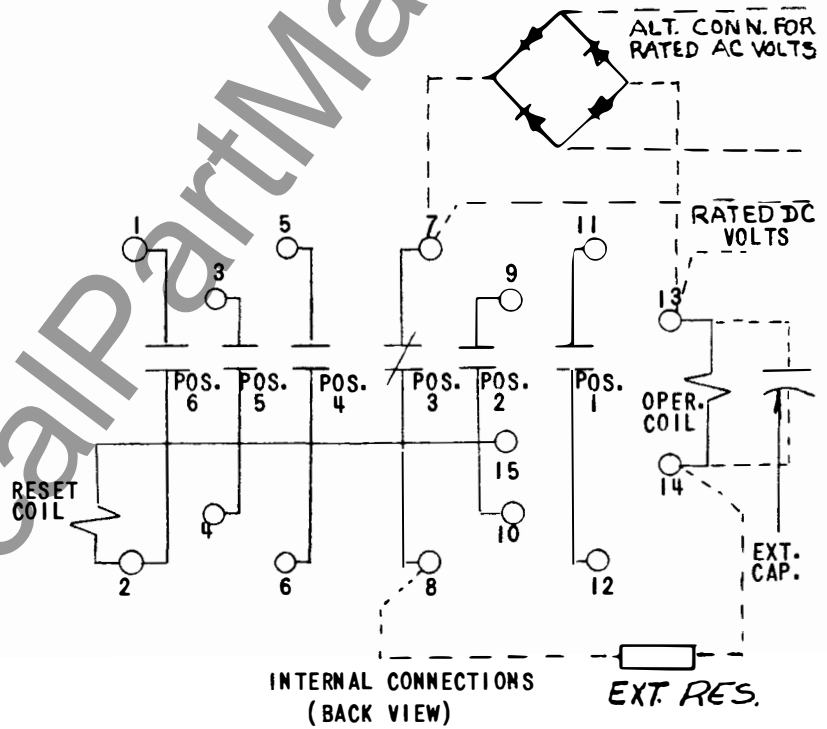 ALT. CONN. FOR
RATED AC VOLTS
RATED DC
VOLTS
1
5
7
11
3
9
13
POS.
6
POS.
5
POS.
4
POS.
3
POS.
2
POS.
1
OPER.
COIL
15
14
RESET
COIL
4
10
2
6
8
12
EXT.
CAP.
INTERNAL CONNECTIONS
(BACK VIEW)
EXT. RES.
calPartMa